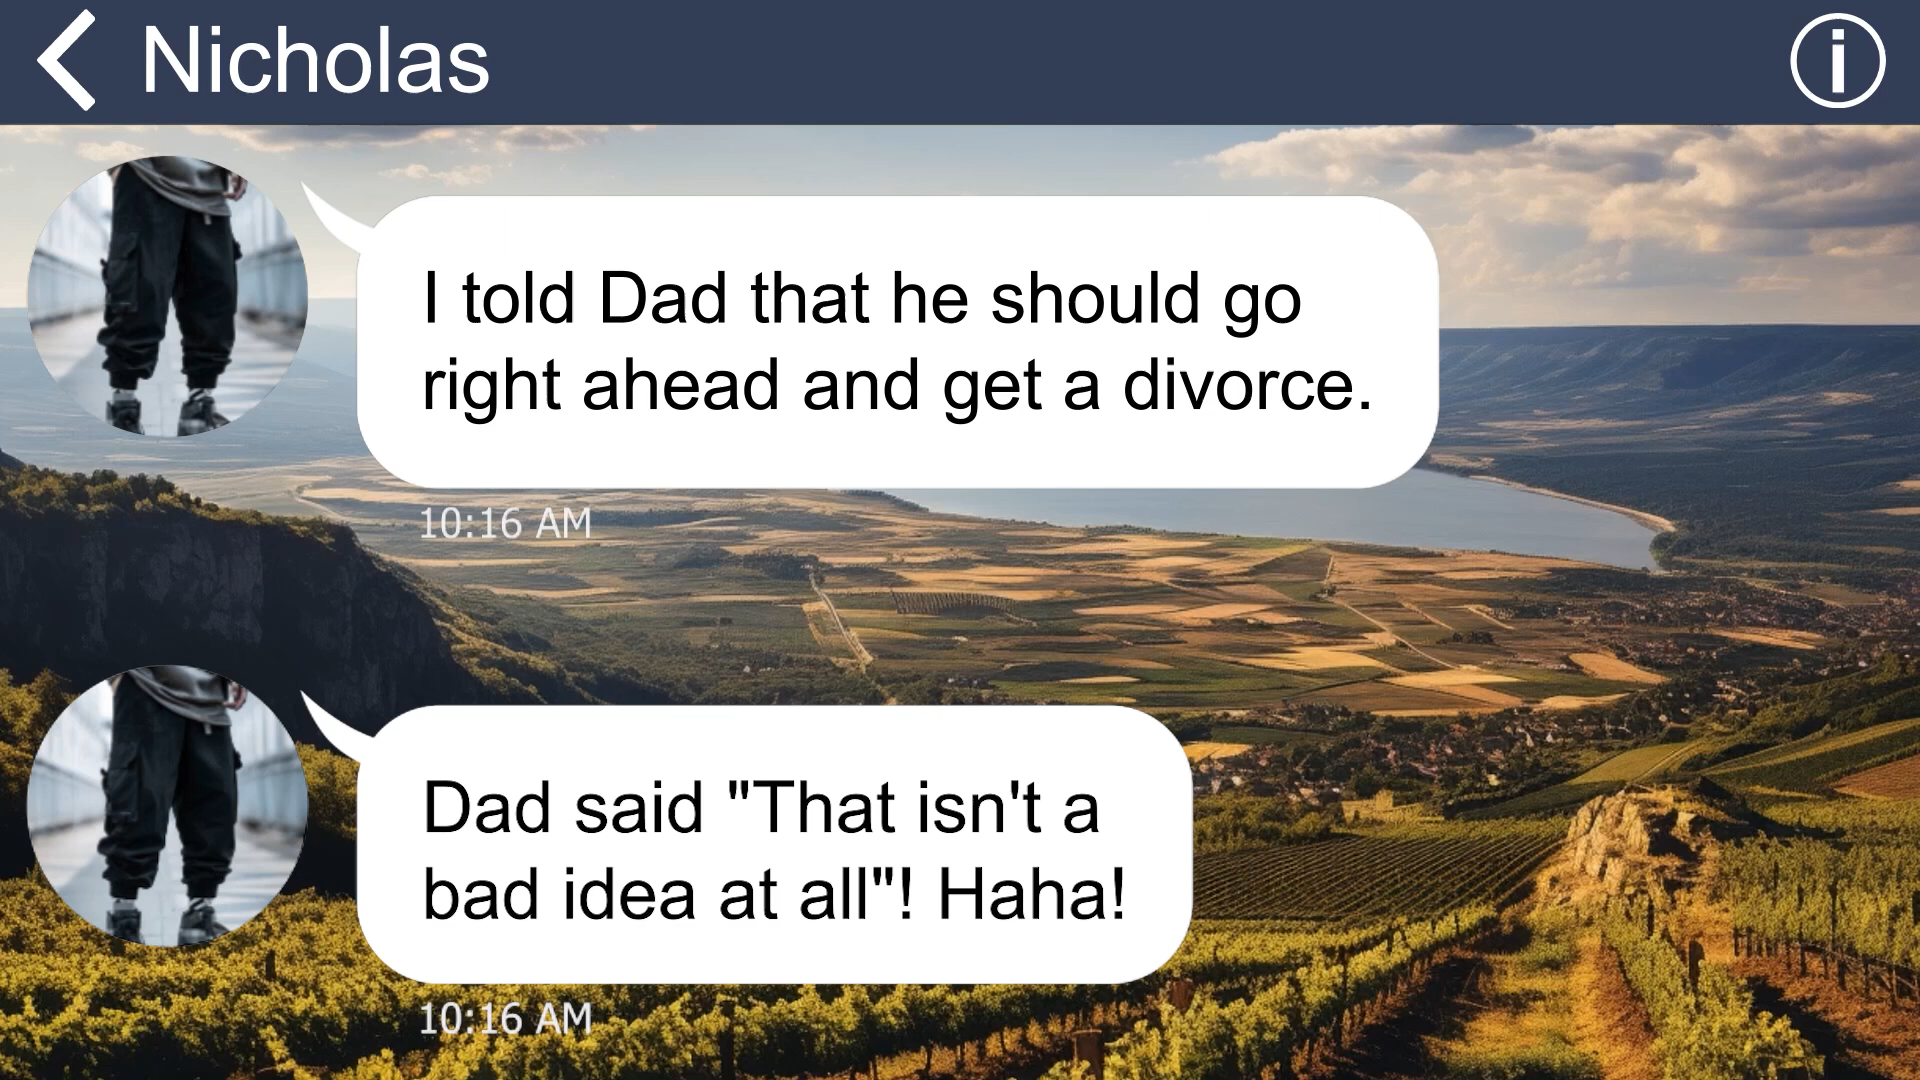 Nicholas
I told Dad that he should go
right ahead and get a divorce.
10:16 AM
Dad said "That isn't a
bad idea at all"! Haha!
10:16 AM